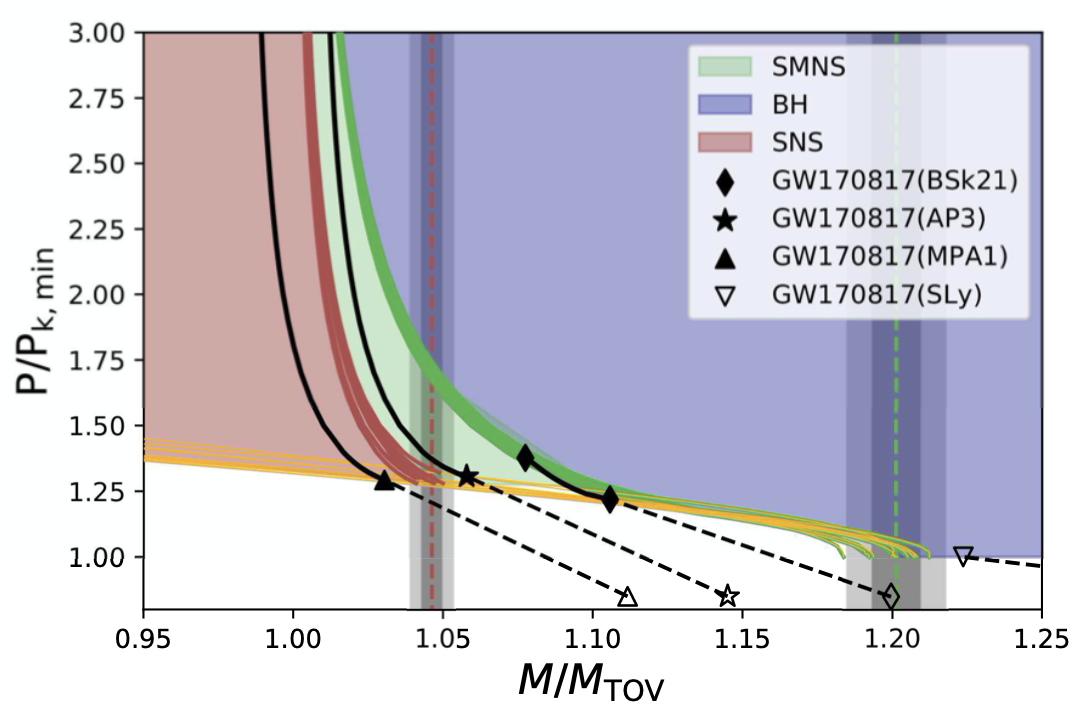 3.00
2.75
2.50
2.25
2.00
1.75
1.50
1.25
1.00
P/Pk, min
SMNS
BH
SNS
GW170817(BSk21)
GW170817(AP3)
GW170817(MPA1)
GW170817(SLy)
0.95 1.00 1.05 1.10 1.15 1.20 1.25
M/MTOV